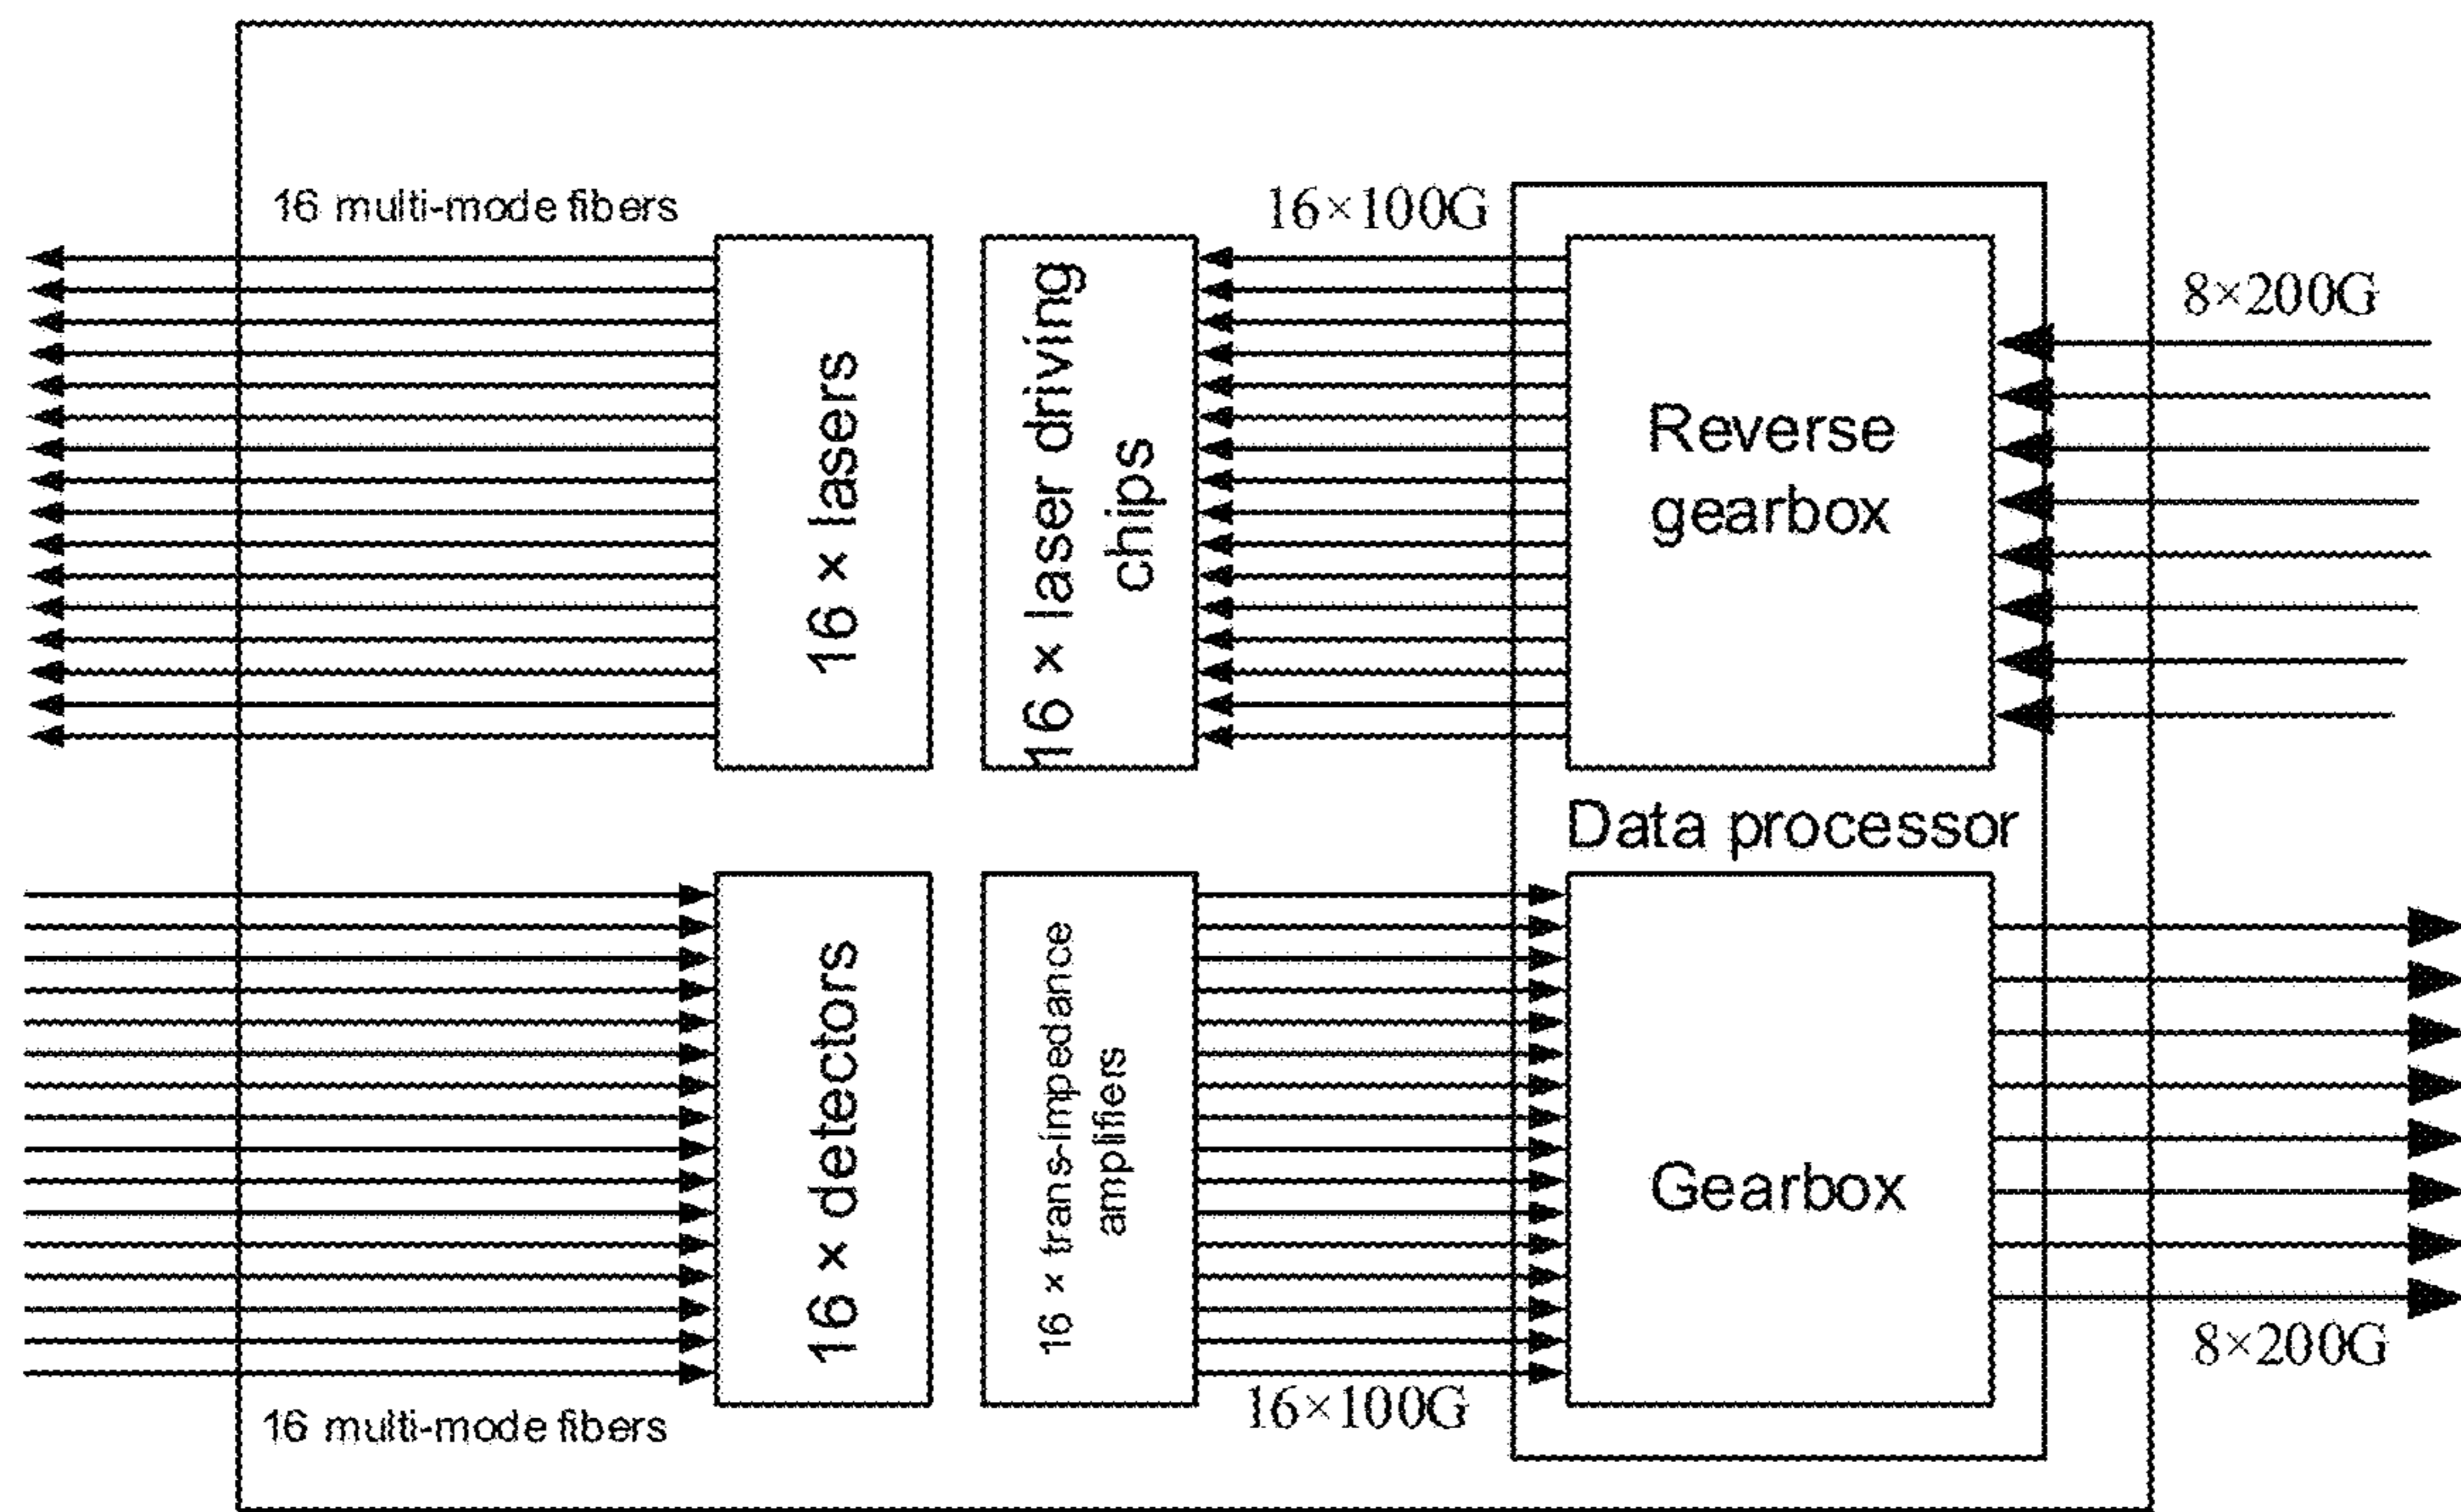 16 multi-mode fibers
16×100G
8×200G
16 × lasers
16 × laser driving
chips
Reverse
gearbox
Data processor
16 × detectors
16 × trans-impedance
amplifiers
Gearbox
16 multi-mode fibers
16×100G
8×200G